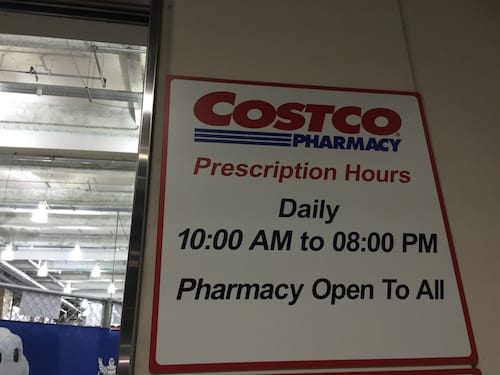 COSTCO
PHARMACY
Prescription Hours
Daily
10:00 AM to 08:00 PM
Pharmacy Open To All